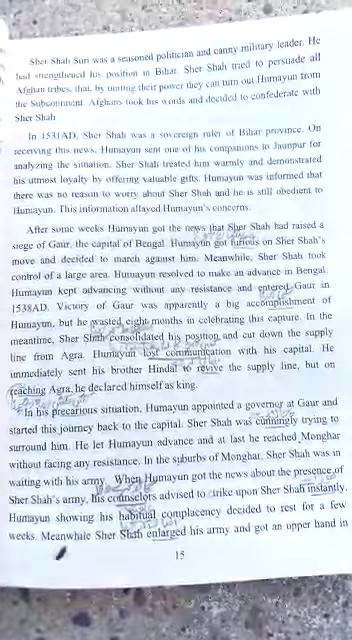 Sher Shah Suri was a seasoned politician and canny military leader. He
had strengthened his position in Bihar. Sher Shah tried to persuade all
Afghan tribes, that, by uniting their power they can turn out Humayun from
the Subcontinent. Afghans took his words and decided to confederate with
Sher Shah.
In 1531AD, Sher Shah was a sovereign ruler of Bihar province. On
receiving this news, Humayun sent one of his companions to Jaunpur for
analyzing the situation. Sher Shah treated him warmly and demonstrated
his utmost loyalty by offering valuable gifts. Humayun was informed that
there was no reason to worry about Sher Shah and he is still obedient to
Humayun. This information allayed Humayun's concerns.
After some weeks Humayun got the news that Sher Shah had raised a
siege of Gaur, the capital of Bengal. Humayun got furious on Sher Shah's
move and decided to march against him. Meanwhile, Sher Shah took
control of a large area. Humayun resolved to make an advance in Bengal.
Humayun kept advancing without any resistance and entered Gaur in
1538AD. Victory of Gaur was apparently a big accomplishment of
Humayun, but he wasted eight months in celebrating this capture. In the
meantime, Sher Shah consolidated his position and cut down the supply
line from Agra. Humayun lost communication with his capital. He
immediately sent his brother Hindal to revive the supply line, but on
reaching Agra, he declared himself as king.
In his precarious situation, Humayun appointed a governor at Gaur and
started this journey back to the capital. Sher Shah was cunningly trying to
surround him. He let Humayun advance and at last he reached Monghar
without facing any resistance. In the suburbs of Monghar, Sher Shah was in
waiting with his army. When Humayun got the news about the presence of
Sher Shah's army, his counselors advised to strike upon Sher Shah instantly.
Humayun showing his habitual complacency decided to rest for a few
weeks. Meanwhile Sher Shah enlarged his army and got an upper hand in
15